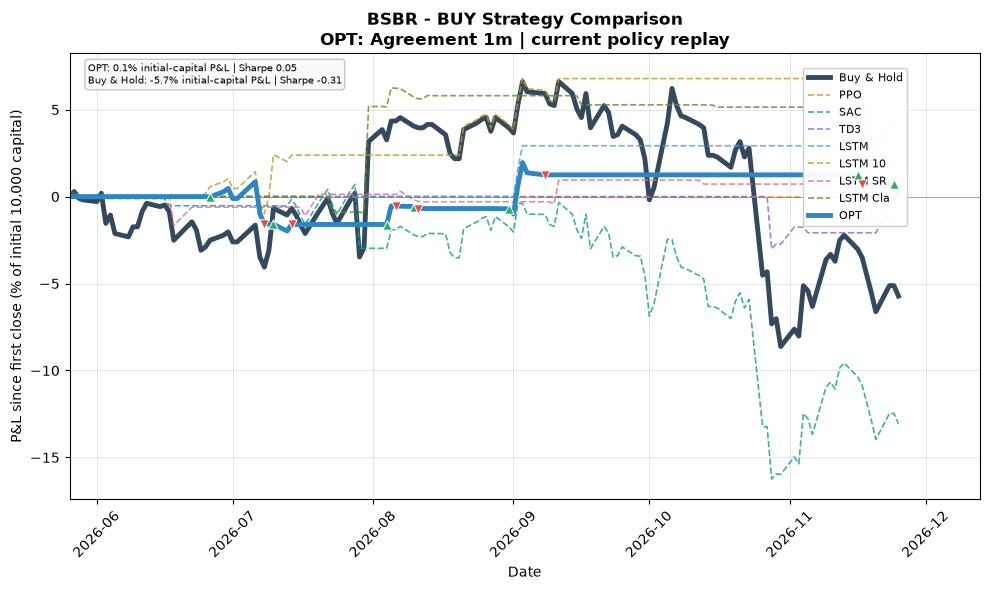 BSBR - BUY Strategy Comparison
OPT: Agreement 1m | current policy replay
OPT: 0.1% initial-capital P&L | Sharpe 0.05
Buy & Hold: -5.7% initial-capital P&L | Sharpe -0.31
Buy & Hold
PPO
SAC
TD3
LSTM
LSTM 10
LSTM SR
LSTM Cla
OPT
P&L since first close (% of initial 10,000 capital)
5
0
−5
−10
−15
2026-06
2026-07
2026-08
2026-09
2026-10
2026-11
2026-12
Date